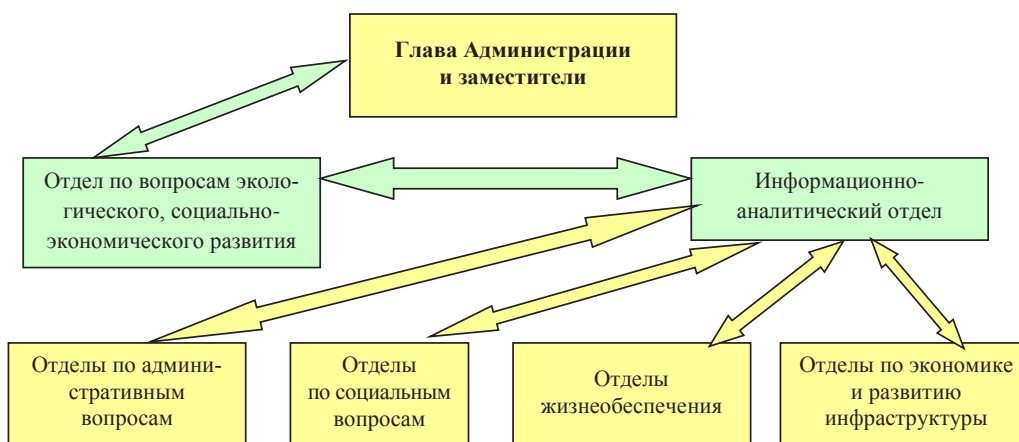 Глава Администрации
и заместители
Отдел по вопросам эколо-
гического, социально-
экономического развития
Информационно-
аналитический отдел
Отделы по админи-
стративным
вопросам
Отделы
по социальным
вопросам
Отделы
жизнеобеспечения
Отделы по экономике
и развитию
инфраструктуры